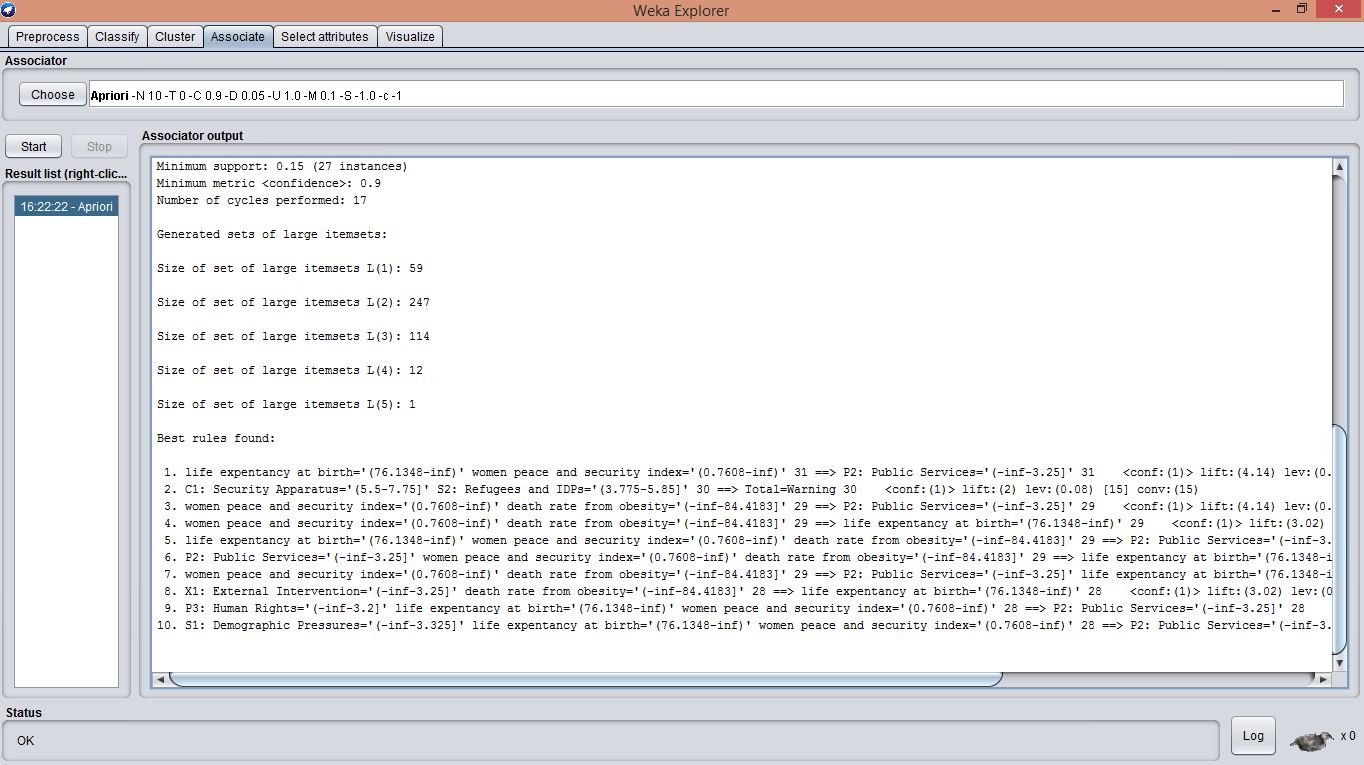 Weka Explorer
Preprocess Classify Cluster Associate Select attributes Visualize
Associator
Choose Apriori -N 10 -T 0 -C 0.9 -D 0.05 -U 1.0 -M 0.1 -S -1.0 -c -1
Start Stop
Associator output
Result list (right-clic...
16:22:22 - Apriori
Minimum support: 0.15 (27 instances)
Minimum metric <confidence>: 0.9
Number of cycles performed: 17
Generated sets of large itemsets:
Size of set of large itemsets L(1): 59
Size of set of large itemsets L(2): 247
Size of set of large itemsets L(3): 114
Size of set of large itemsets L(4): 12
Size of set of large itemsets L(5): 1
Best rules found:
1. life expentancy at birth='(76.1348-inf)' women peace and security index='(0.7608-inf)' 31 ==> P2: Public Services='(-inf-3.25]' 31 <conf:(1)> lift:(4.14) lev:(0.
2. C1: Security Apparatus='(5.5-7.75]' S2: Refugees and IDPs='(3.775-5.85]' 30 ==> Total=Warning 30 <conf:(1)> lift:(2) lev:(0.08) [15] conv:(15)
3. women peace and security index='(0.7608-inf)' death rate from obesity='(-inf-84.4183]' 29 ==> P2: Public Services='(-inf-3.25]' 29 <conf:(1)> lift:(4.14) lev:(0.
4. women peace and security index='(0.7608-inf)' death rate from obesity='(-inf-84.4183]' 29 ==> life expentancy at birth='(76.1348-inf)' 29 <conf:(1)> lift:(3.02)
5. life expentancy at birth='(76.1348-inf)' women peace and security index='(0.7608-inf)' death rate from obesity='(-inf-84.4183]' 29 ==> P2: Public Services='(-inf-3.
6. P2: Public Services='(-inf-3.25]' women peace and security index='(0.7608-inf)' death rate from obesity='(-inf-84.4183]' 29 ==> life expentancy at birth='(76.1348-i
7. women peace and security index='(0.7608-inf)' death rate from obesity='(-inf-84.4183]' 29 ==> P2: Public Services='(-inf-3.25]' life expentancy at birth='(76.1348-i
8. X1: External Intervention='(-inf-3.25]' death rate from obesity='(-inf-84.4183]' 28 ==> life expentancy at birth='(76.1348-inf)' 28 <conf:(1)> lift:(3.02) lev:(0
9. P3: Human Rights='(-inf-3.2]' life expentancy at birth='(76.1348-inf)' women peace and security index='(0.7608-inf)' 28 ==> P2: Public Services='(-inf-3.25]' 28
10. S1: Demographic Pressures='(-inf-3.325]' life expentancy at birth='(76.1348-inf)' women peace and security index='(0.7608-inf)' 28 ==> P2: Public Services='(-inf-3.
Status
OK
Log
x 0